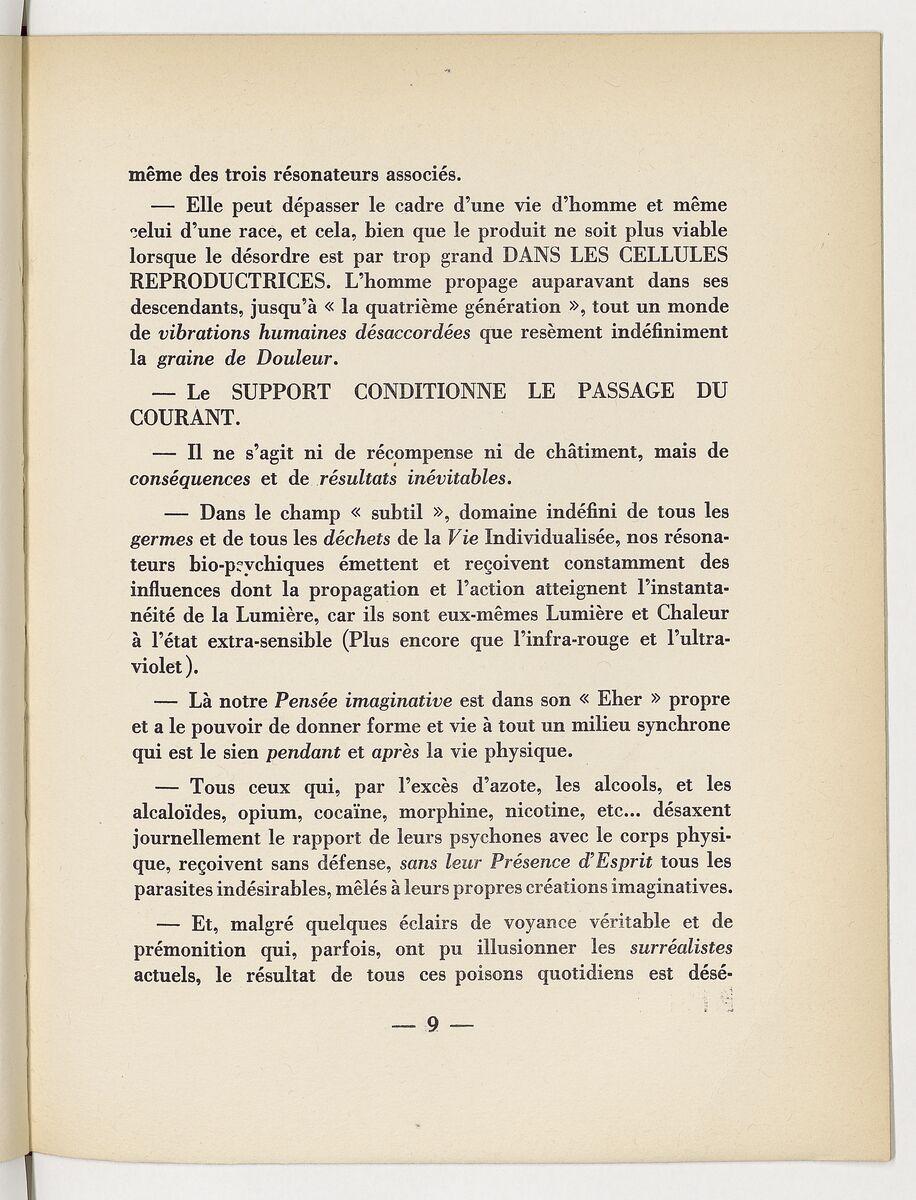 même des trois résonateurs associés.
— Elle peut dépasser le cadre d'une vie d'homme et même
celui d'une race, et cela, bien que le produit ne soit plus viable
lorsque le désordre est par trop grand DANS LES CELLULES
REPRODUCTRICES. L'homme propage auparavant dans ses
descendants, jusqu'à « la quatrième génération », tout un monde
de vibrations humaines désaccordées que resèment indéfiniment
la graine de Douleur.
— Le SUPPORT CONDITIONNE LE PASSAGE DU
COURANT.
— Il ne s'agit ni de récompense ni de châtiment, mais de
conséquences et de résultats inévitables.
— Dans le champ « subtil », domaine indéfini de tous les
germes et de tous les déchets de la Vie Individualisée, nos résona-
teurs bio-psychiques émettent et reçoivent constamment des
influences dont la propagation et l'action atteignent l'instanta-
néité de la Lumière, car ils sont eux-mêmes Lumière et Chaleur
à l'état extra-sensible (Plus encore que l'infra-rouge et l'ultra-
violet).
— Là notre Pensée imaginative est dans son « Eher » propre
et a le pouvoir de donner forme et vie à tout un milieu synchrone
qui est le sien pendant et après la vie physique.
— Tous ceux qui, par l'excès d'azote, les alcools, et les
alcaloïdes, opium, cocaïne, morphine, nicotine, etc... désaxent
journellement le rapport de leurs psychones avec le corps physi-
que, reçoivent sans défense, sans leur Présence d'Esprit tous les
parasites indésirables, mêlés à leurs propres créations imaginatives.
— Et, malgré quelques éclairs de voyance véritable et de
prémonition qui, parfois, ont pu illusionner les surréalistes
actuels, le résultat de tous ces poisons quotidiens est désé-
— 9 —